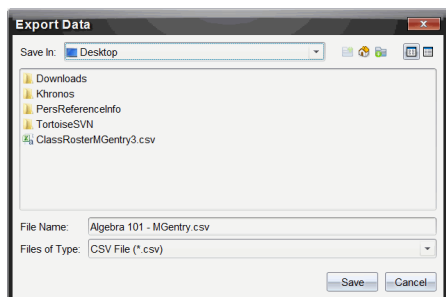 Export Data
Save In: Desktop
Downloads
Khronos
PersReferenceInfo
TortoiseSVN
ClassRosterMGentry3.csv
File Name: Algebra 101 - MGentry.csv
Files of Type: CSV File (*.csv)
Save Cancel